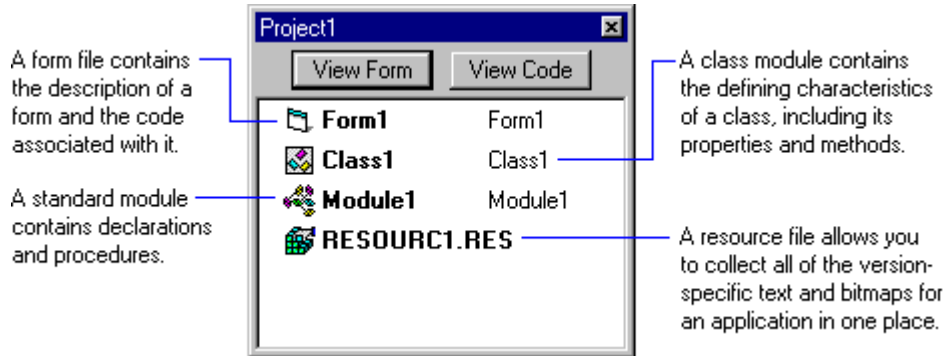 Project1
View Form View Code
A form file contains
the description of a
form and the code
associated with it.
A class module contains
the defining characteristics
of a class, including its
properties and methods.
Form1 Form1
Class1 Class1
Module1 Module1
RESOURC1.RES
A standard module
contains declarations
and procedures.
A resource file allows you
to collect all of the version-
specific text and bitmaps for
an application in one place.